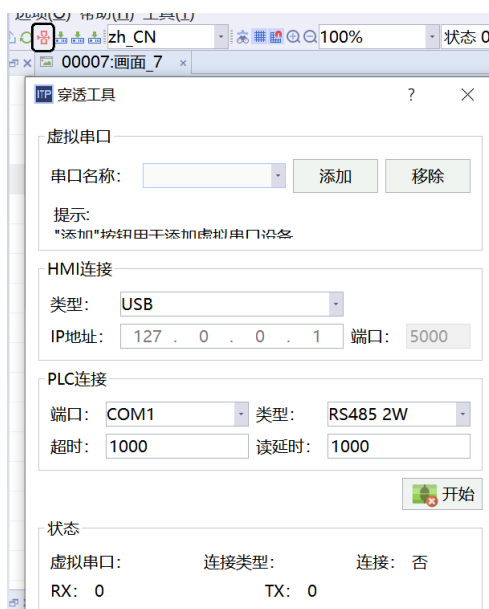 选项(O) 帮助(H) 工具(T)
zh_CN
100%
状态 0
00007:画面_7 ×
ITP 穿透工具 ? ×
虚拟串口
串口名称:
添加
移除
提示:
"添加"按钮用于添加虚拟串口设备
HMI连接
类型: USB
IP地址: 127 . 0 . 0 . 1 端口: 5000
PLC连接
端口: COM1 类型: RS485 2W
超时: 1000 读延时: 1000
开始
状态
虚拟串口: 连接类型: 连接: 否
RX: 0 TX: 0